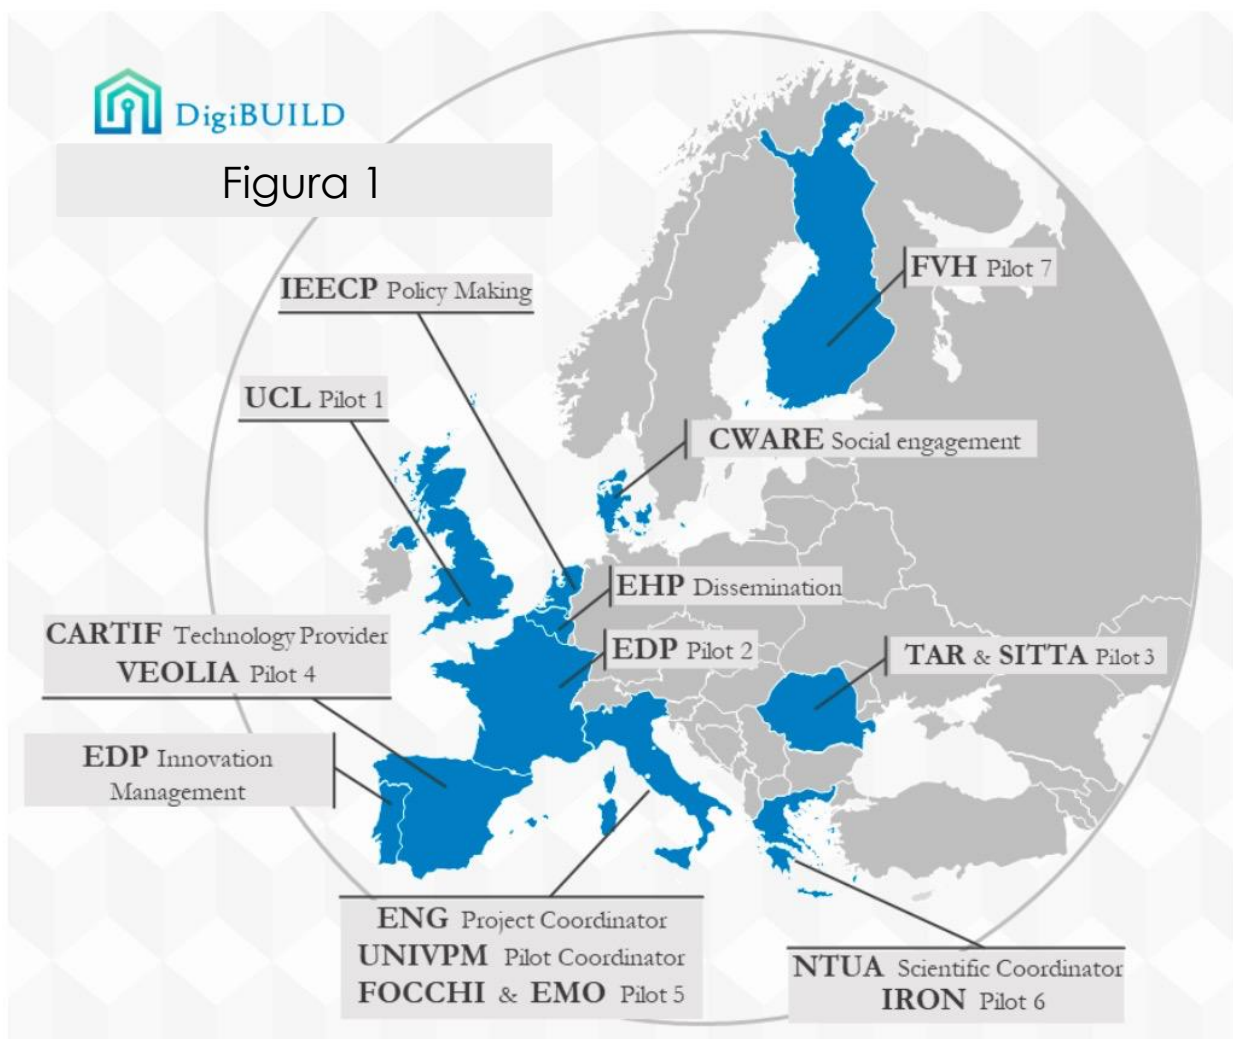 DigiBUILD
Figura 1
FVH Pilot 7
IEECP Policy Making
UCL Pilot 1
CWARE Social engagement
EHP Dissemination
CARTIF Technology Provider
VEOLIA Pilot 4
EDP Pilot 2
TAR & SITTA Pilot 3
EDP Innovation
Management
ENG Project Coordinator
UNIVPM Pilot Coordinator
FOCCHI & EMO Pilot 5
NTUA Scientific Coordinator
IRON Pilot 6